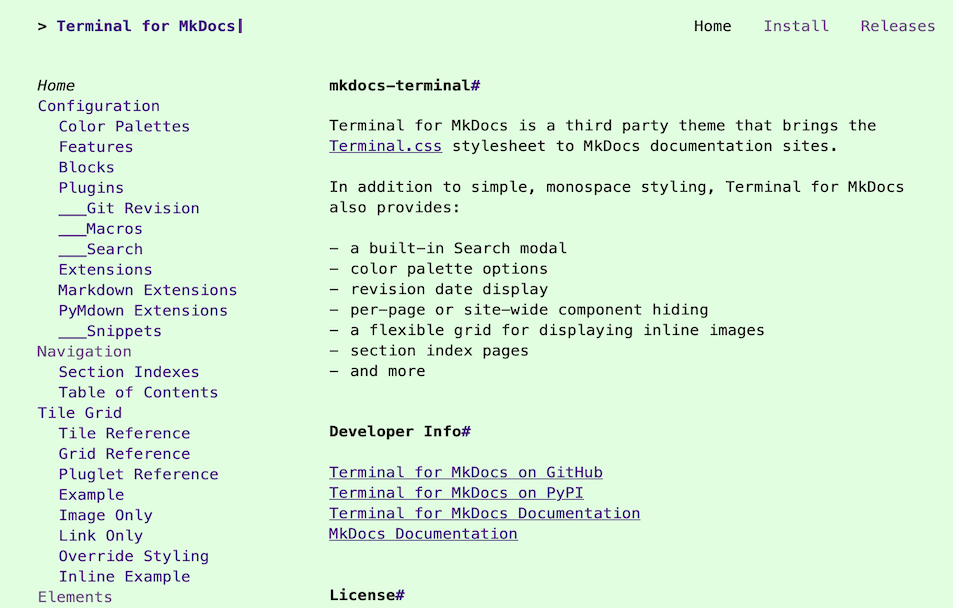 > Terminal for MkDocs
Home Install Releases
Home
Configuration
Color Palettes
Features
Blocks
Plugins
___Git Revision
___Macros
___Search
Extensions
Markdown Extensions
PyMdown Extensions
___Snippets
Navigation
Section Indexes
Table of Contents
Tile Grid
Tile Reference
Grid Reference
Pluglet Reference
Example
Image Only
Link Only
Override Styling
Inline Example
Elements
mkdocs-terminal#
Terminal for MkDocs is a third party theme that brings the
Terminal.css stylesheet to MkDocs documentation sites.
In addition to simple, monospace styling, Terminal for MkDocs
also provides:
- a built-in Search modal
- color palette options
- revision date display
- per-page or site-wide component hiding
- a flexible grid for displaying inline images
- section index pages
- and more
Developer Info#
Terminal for MkDocs on GitHub
Terminal for MkDocs on PyPI
Terminal for MkDocs Documentation
MkDocs Documentation
License#